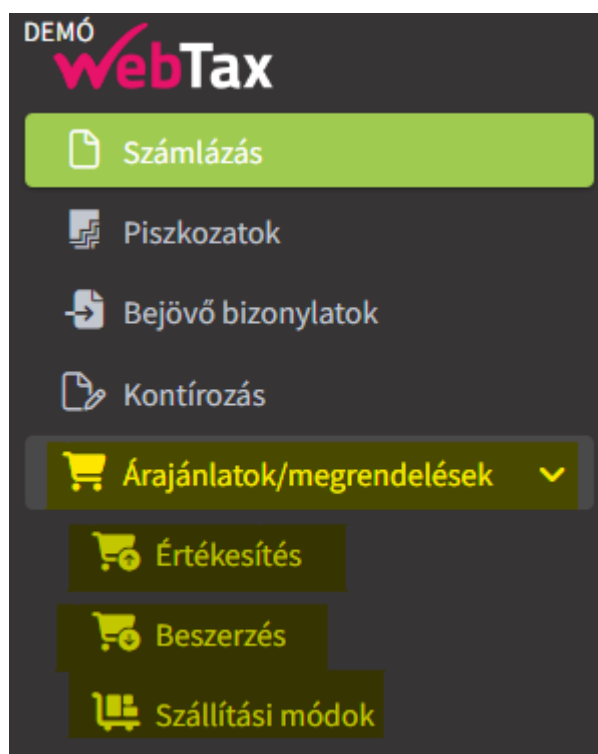 DEMÓ
webTax
Számlázás
Piszkozatok
Bejövő bizonylatok
Kontírozás
Árajánlatok/megrendelések
Értékesítés
Beszerzés
Szállítási módok